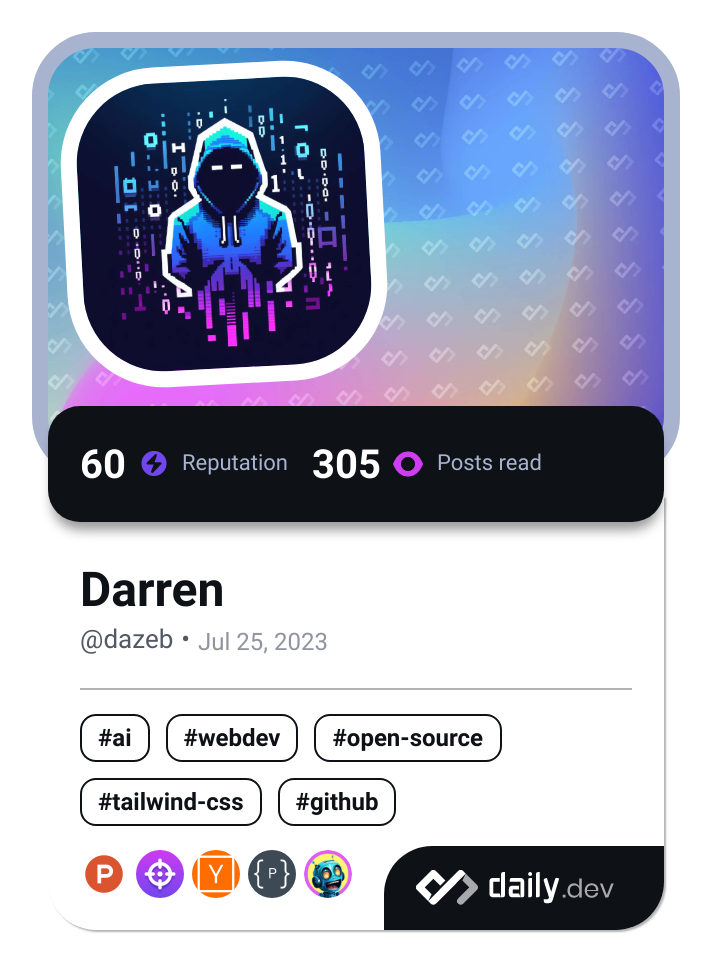 60 Reputation 305 Posts read
Darren
@dazeb • Jul 25, 2023
#ai #webdev #open-source
#tailwind-css #github
P Y {P}
daily.dev